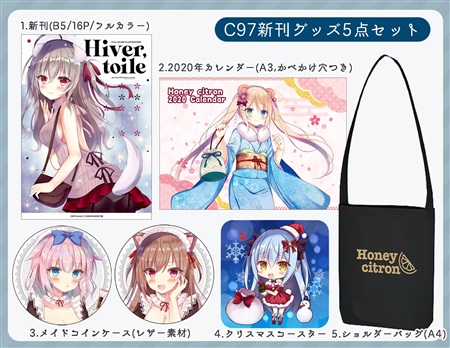 C97新刊グッズ5点セット
1.新刊(B5/16P/フルカラー)
Hiver,
toile
2.2020年カレンダー(A3,かべかけ穴つき)
Honey citron
2020 Calendar
Honey
citron
3.メイドコインケース(レザー素材)
4.クリスマスコースター
5.ショルダーバッグ(A4)